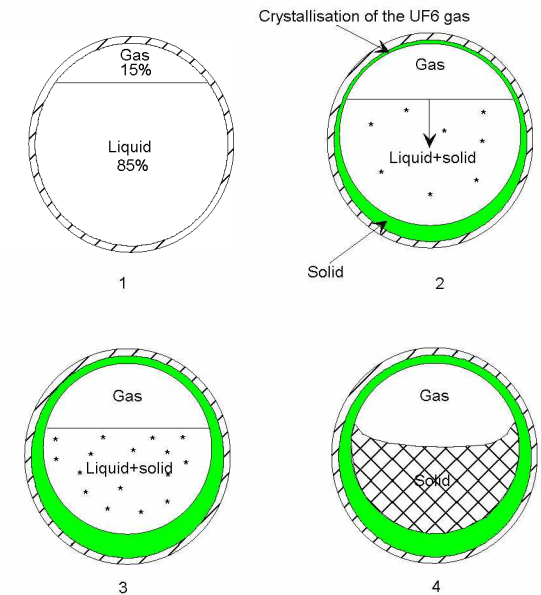 Crystallisation of the UF6 gas
Gas
15%
Liquid
85%
1
Gas
Liquid+solid
Solid
2
Gas
Liquid+solid
3
Gas
Solid
4